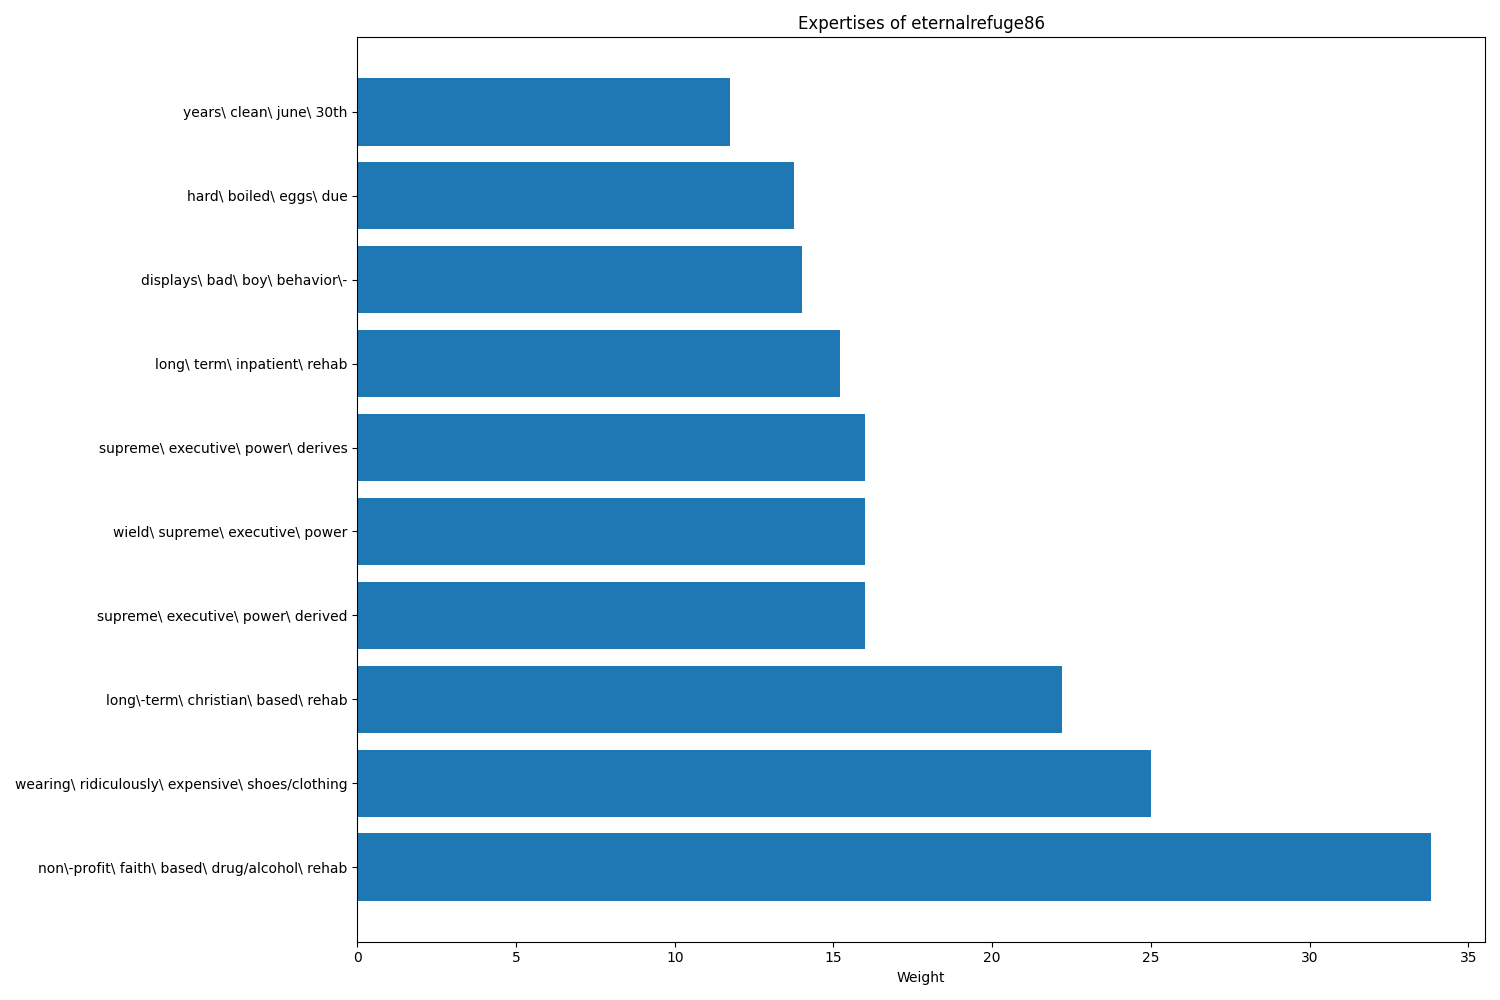 Expertises of eternalrefuge86
years\ clean\ june\ 30th
hard\ boiled\ eggs\ due
displays\ bad\ boy\ behavior\-
long\ term\ inpatient\ rehab
supreme\ executive\ power\ derives
wield\ supreme\ executive\ power
supreme\ executive\ power\ derived
long\-term\ christian\ based\ rehab
wearing\ ridiculously\ expensive\ shoes/clothing
non\-profit\ faith\ based\ drug/alcohol\ rehab
0 5 10 15 20 25 30 35
Weight